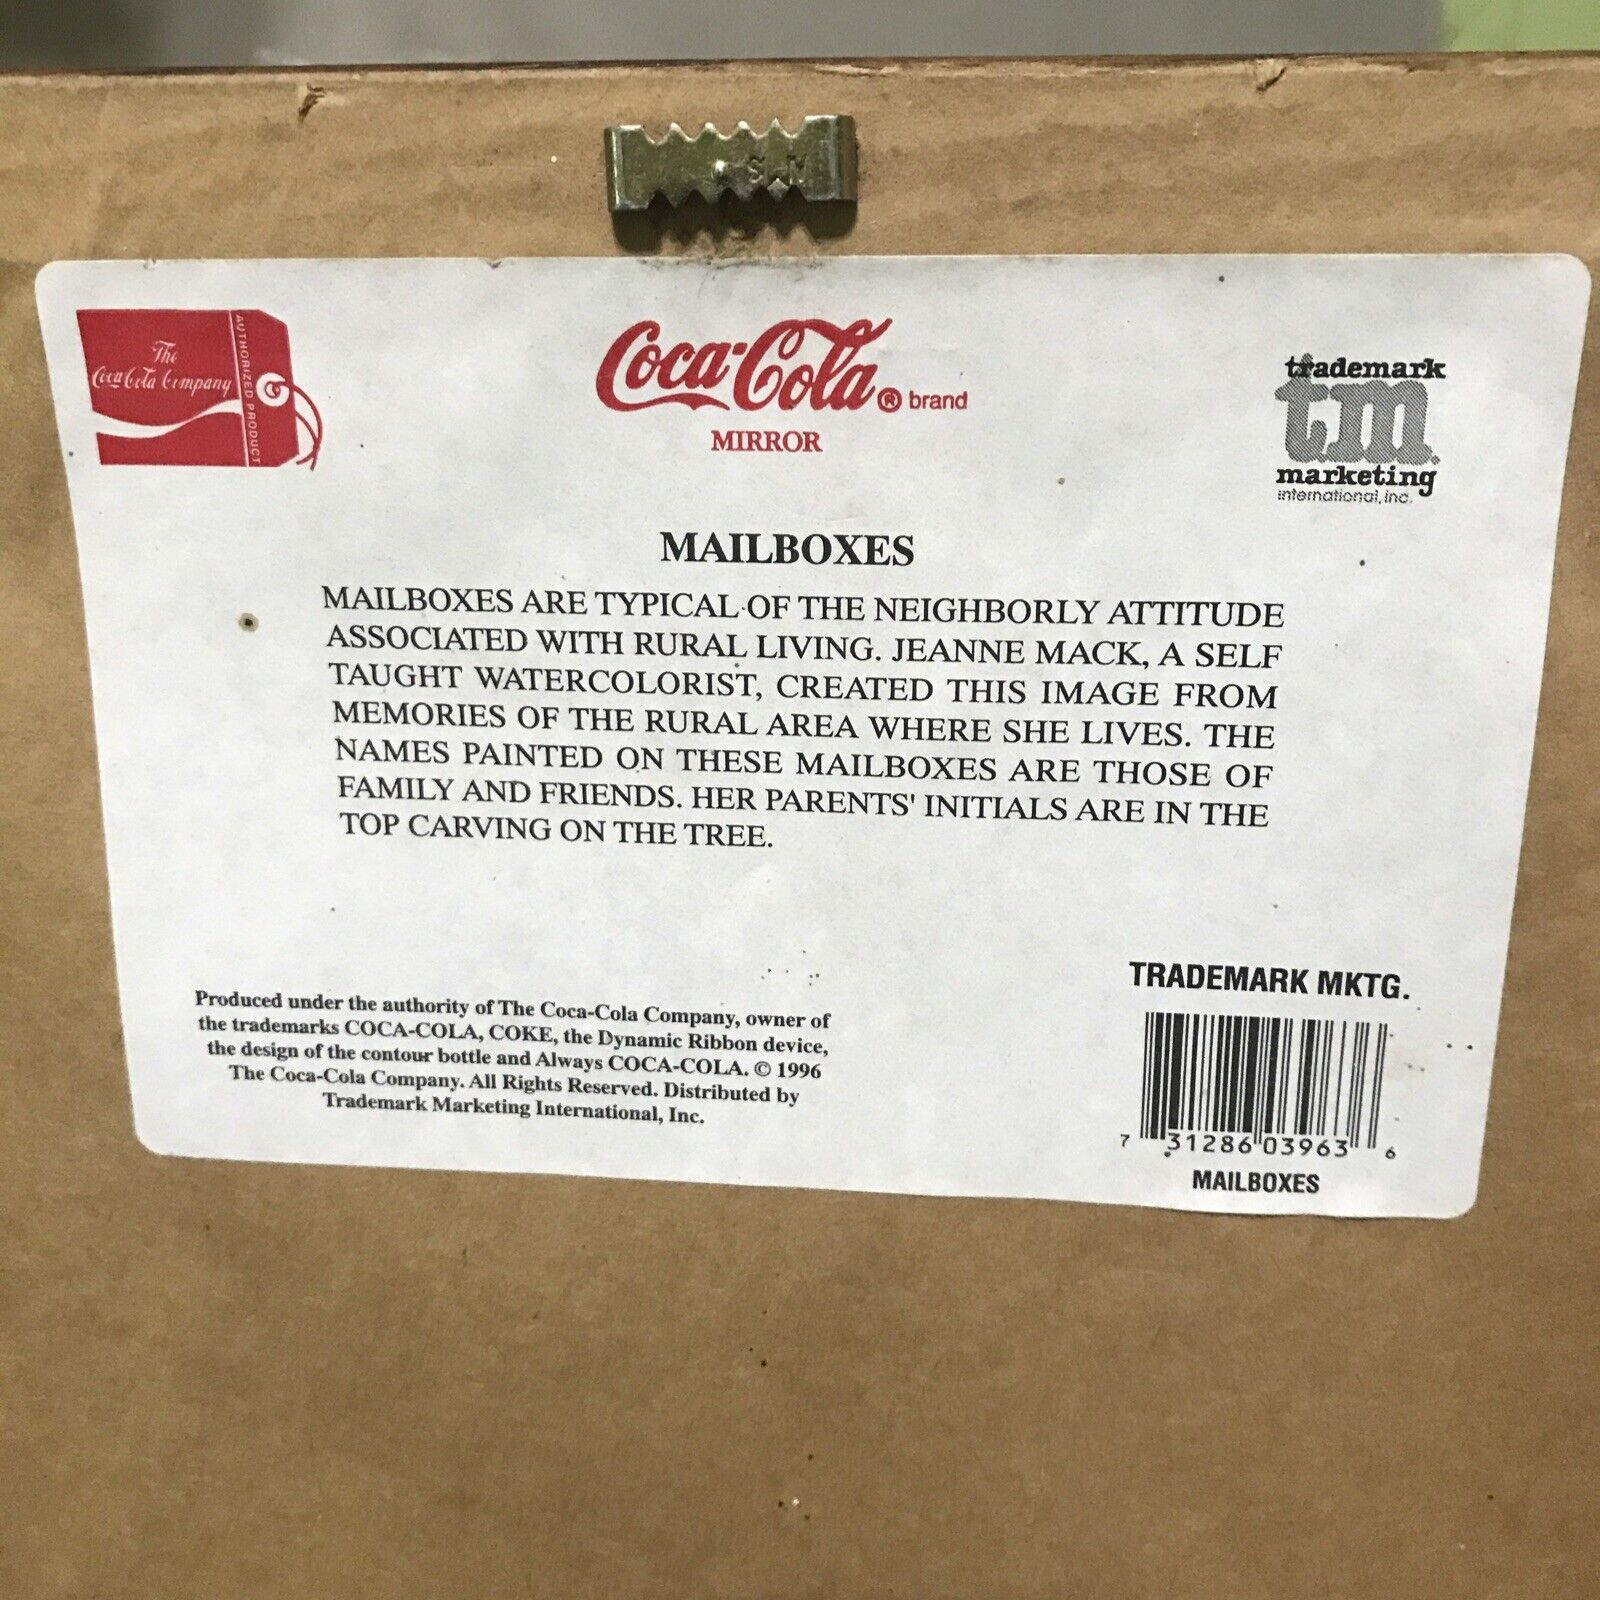 S N
The
Coca-Cola Company
AUTHORIZED PRODUCT
Coca-Cola® brand
MIRROR
trademark
tm.
marketing
international, inc.
MAILBOXES
MAILBOXES ARE TYPICAL OF THE NEIGHBORLY ATTITUDE
ASSOCIATED WITH RURAL LIVING. JEANNE MACK, A SELF
TAUGHT WATERCOLORIST, CREATED THIS IMAGE FROM
MEMORIES OF THE RURAL AREA WHERE SHE LIVES. THE
NAMES PAINTED ON THESE MAILBOXES ARE THOSE OF
FAMILY AND FRIENDS. HER PARENTS' INITIALS ARE IN THE
TOP CARVING ON THE TREE.
Produced under the authority of The Coca-Cola Company, owner of
the trademarks COCA-COLA, COKE, the Dynamic Ribbon device,
the design of the contour bottle and Always COCA-COLA. © 1996
The Coca-Cola Company. All Rights Reserved. Distributed by
Trademark Marketing International, Inc.
TRADEMARK MKTG.
7 31286 03963 6
MAILBOXES